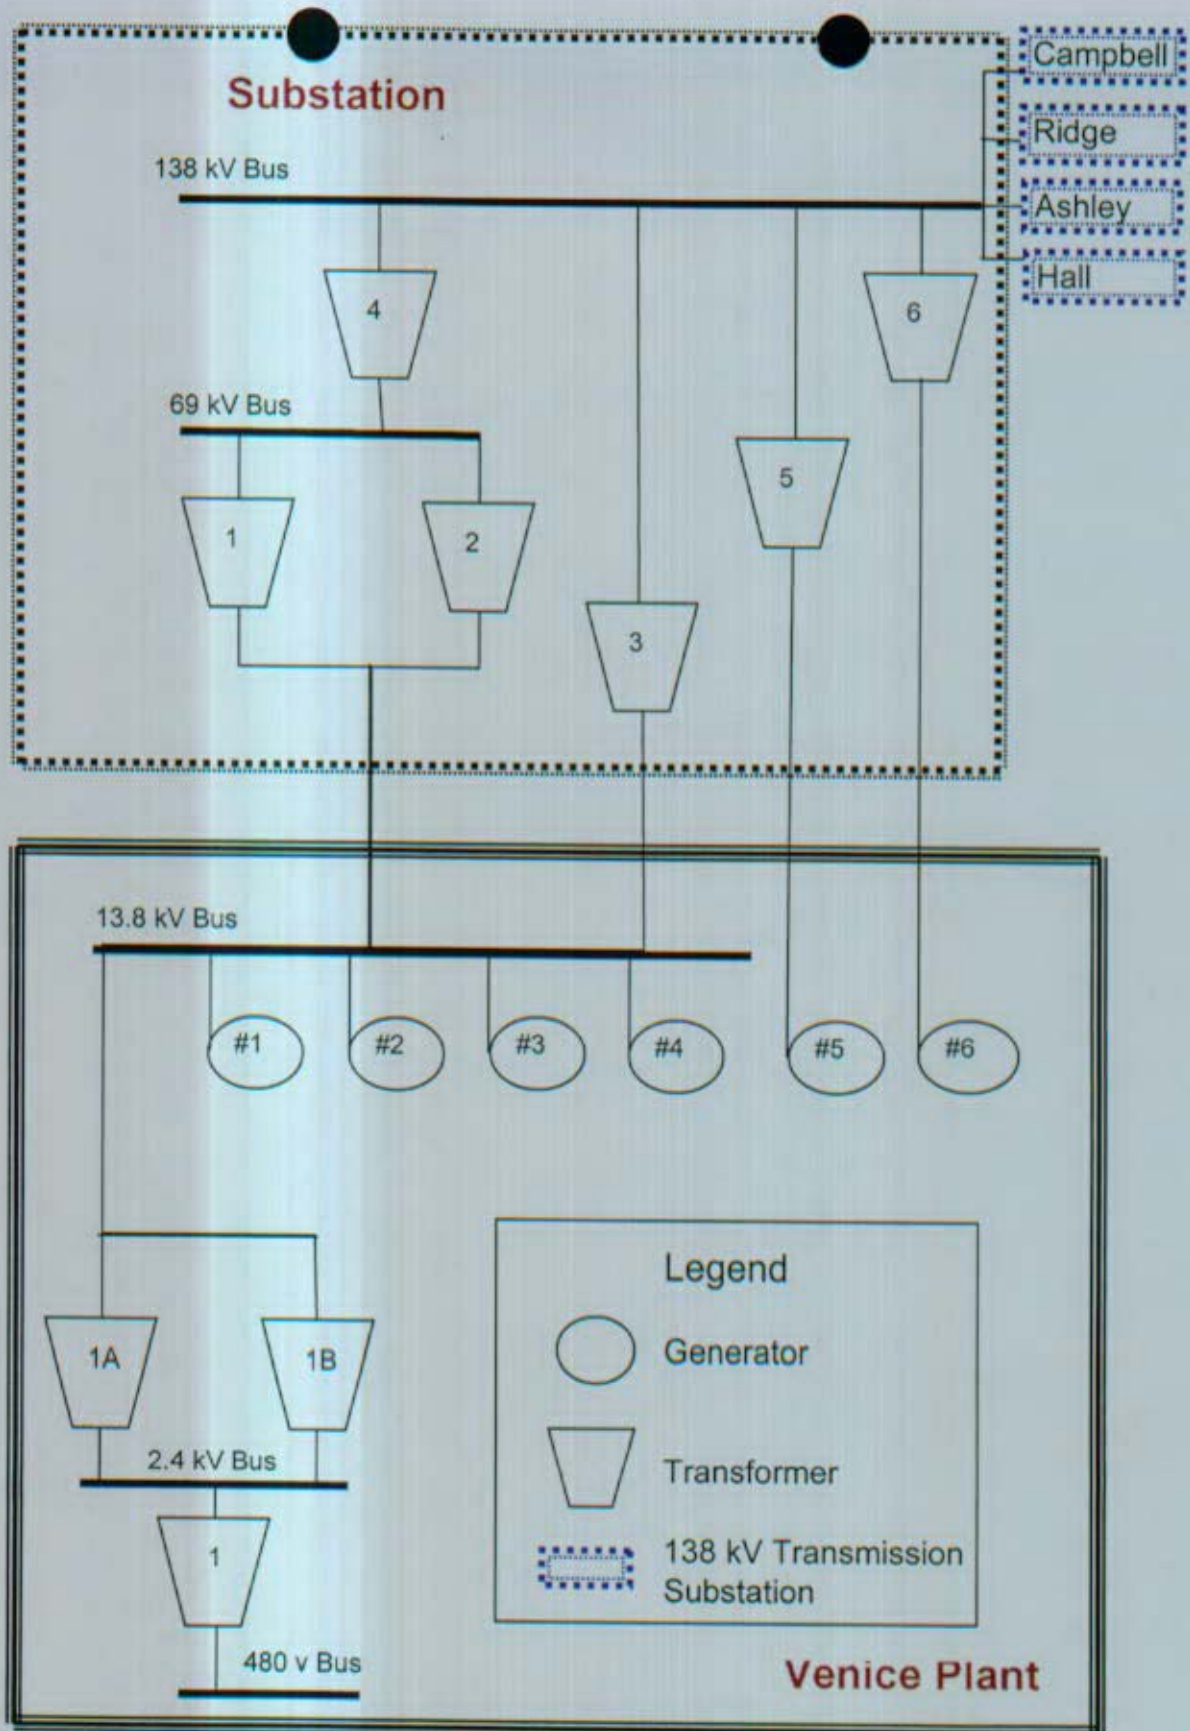 Substation
Campbell
Ridge
Ashley
Hall
138 kV Bus
4
6
69 kV Bus
5
1
2
3
13.8 kV Bus
#1
#2
#3
#4
#5
#6
Legend
Generator
Transformer
138 kV Transmission
Substation
1A
1B
2.4 kV Bus
1
480 v Bus
Venice Plant